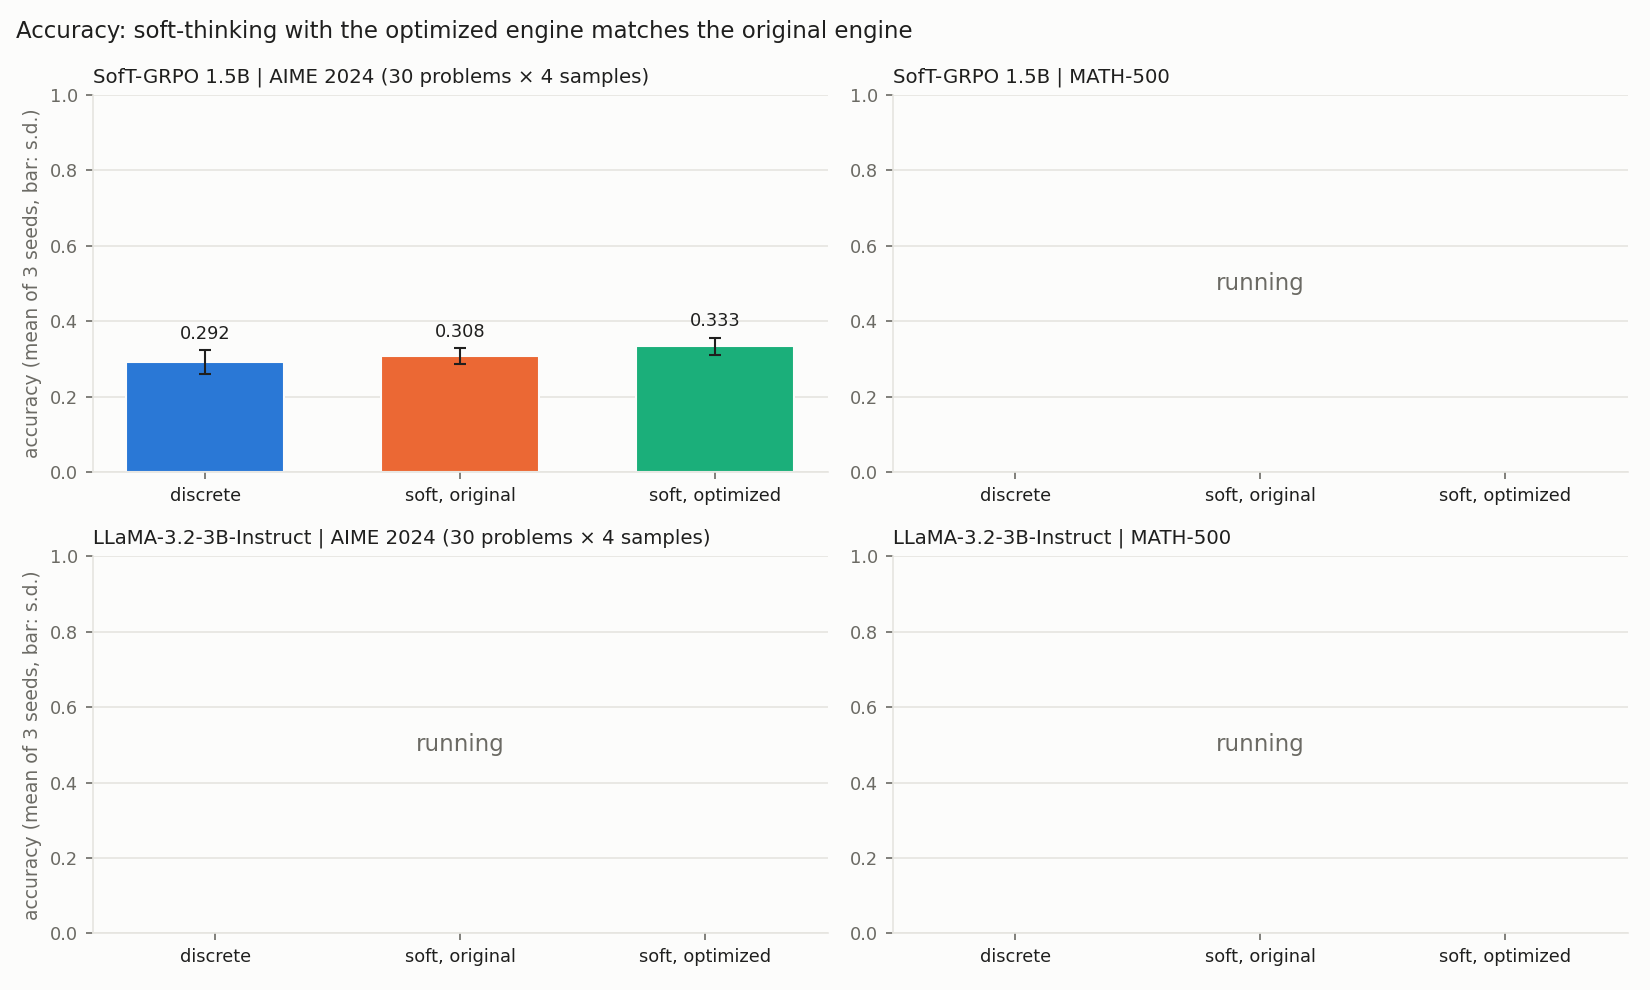 Accuracy: soft-thinking with the optimized engine matches the original engine
SofT-GRPO 1.5B | AIME 2024 (30 problems × 4 samples)
accuracy (mean of 3 seeds, bar: s.d.)
1.0
0.8
0.6
0.4
0.2
0.0
0.292
0.308
0.333
discrete
soft, original
soft, optimized
SofT-GRPO 1.5B | MATH-500
1.0
0.8
0.6
0.4
0.2
0.0
running
discrete
soft, original
soft, optimized
LLaMA-3.2-3B-Instruct | AIME 2024 (30 problems × 4 samples)
accuracy (mean of 3 seeds, bar: s.d.)
1.0
0.8
0.6
0.4
0.2
0.0
running
discrete
soft, original
soft, optimized
LLaMA-3.2-3B-Instruct | MATH-500
1.0
0.8
0.6
0.4
0.2
0.0
running
discrete
soft, original
soft, optimized